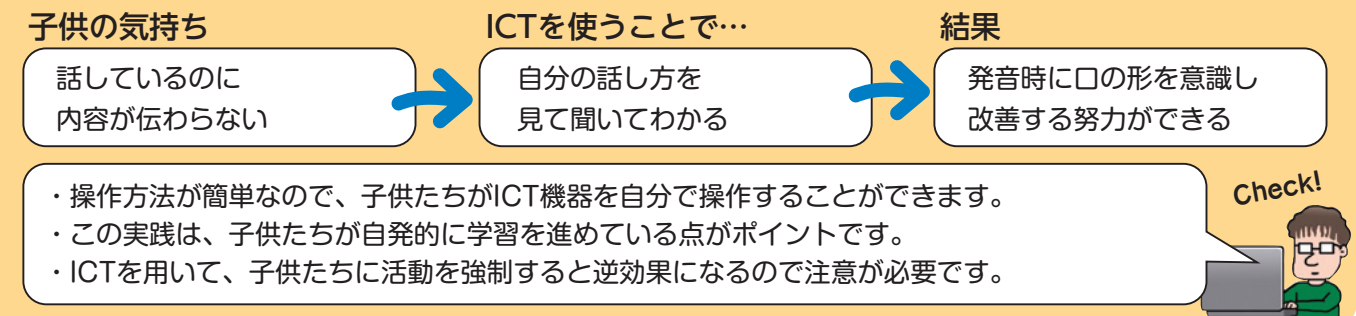 子供の気持ち
話しているのに
内容が伝わらない
ICTを使うことで…
自分の話し方を
見て聞いてわかる
結果
発音時に口の形を意識し
改善する努力ができる
・操作方法が簡単なので、子供たちがICT機器を自分で操作することができます。
・この実践は、子供たちが自発的に学習を進めている点がポイントです。
・ICTを用いて、子供たちに活動を強制すると逆効果になるので注意が必要です。
Check!